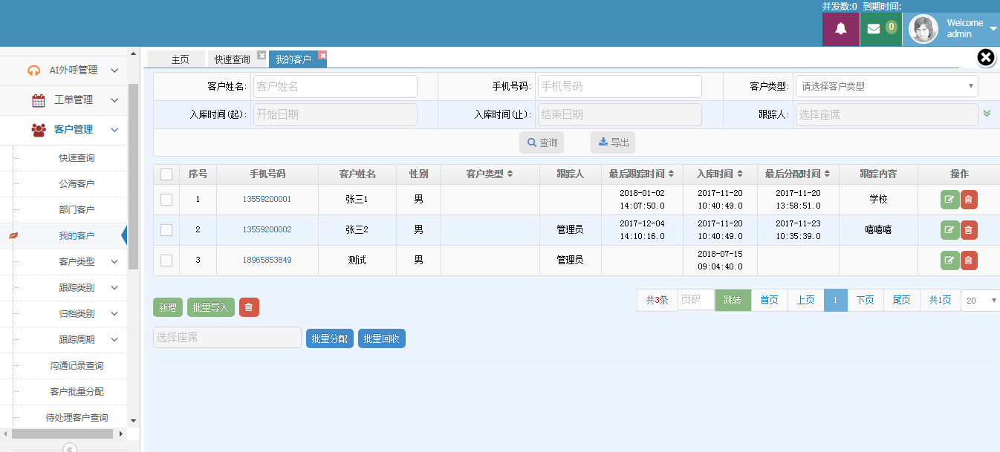 并发数:0 到期时间:
0
Welcome
admin
AI外呼管理
工单管理
客户管理
快速查询
公海客户
部门客户
我的客户
客户类型
跟踪类别
归档类别
跟踪周期
沟通记录查询
客户批量分配
待处理客户查询
主页 快速查询 我的客户
客户姓名: 客户姓名 手机号码: 手机号码 客户类型: 请选择客户类型
入库时间(起): 开始日期 入库时间(止): 结束日期 跟踪人: 选择座席
查询 导出
序号 手机号码 客户姓名 性别 客户类型 跟踪人 最后跟踪时间 入库时间 最后分配时间 跟踪内容 操作
1 13559200001 张三1 男 2018-01-02 14:07:50.0 2017-11-20 10:40:49.0 2017-11-20 13:58:51.0 学校
2 13559200002 张三2 男 管理员 2017-12-04 14:10:16.0 2017-11-20 10:40:49.0 2017-11-23 10:35:39.0 嘻嘻嘻
3 18965853849 测试 男 管理员 2018-07-15 09:04:40.0
共3条 页码 跳转 首页 上页 1 下页 尾页 共1页 20
新增 批量导入
选择座席 批量分配 批量回收